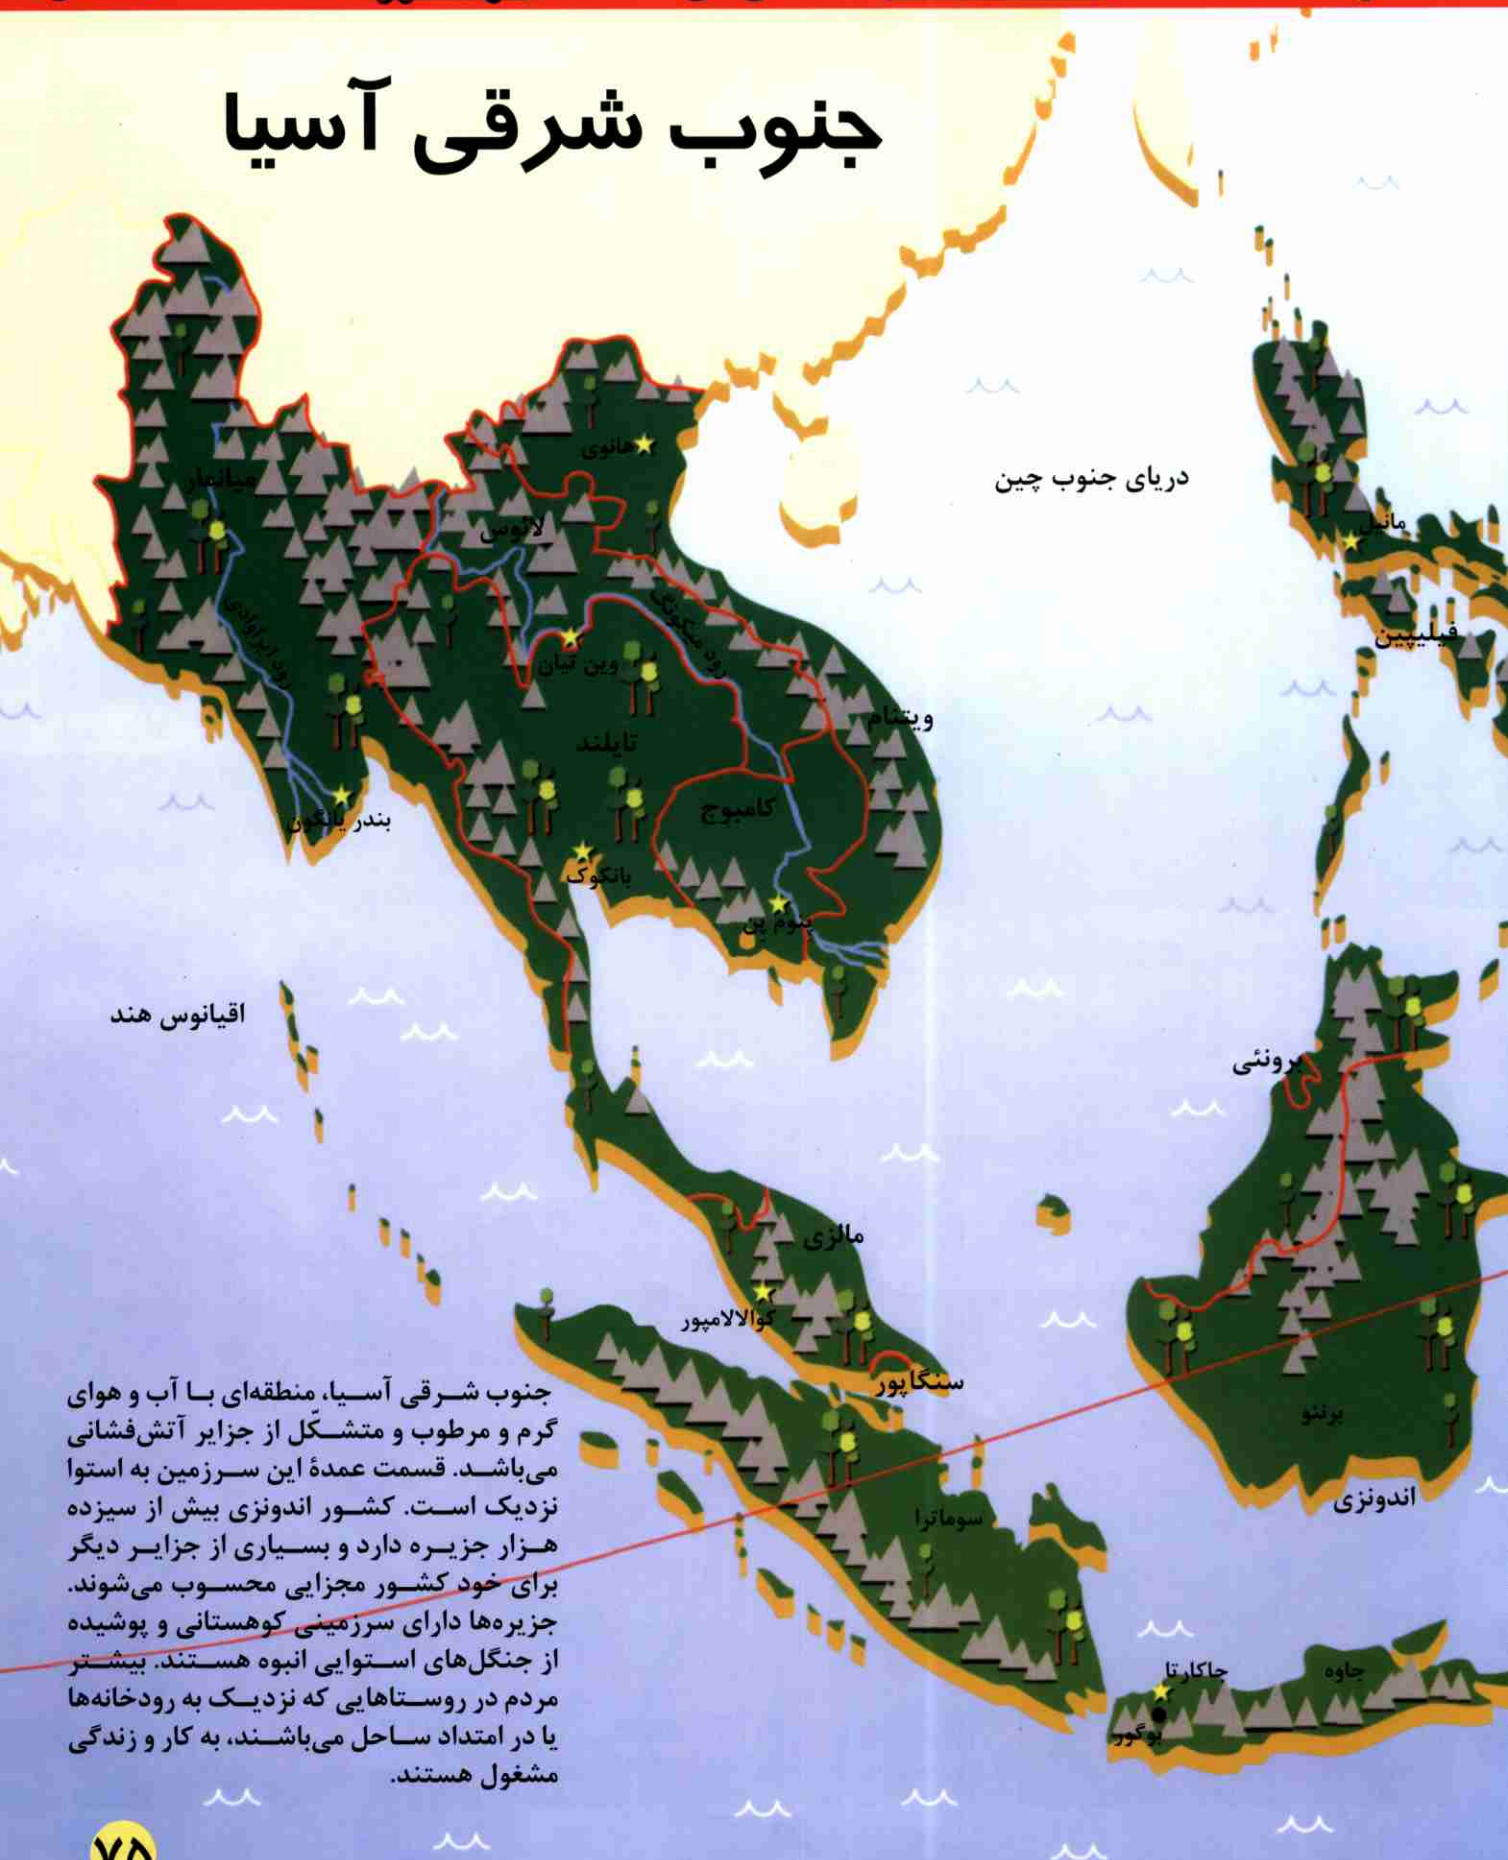 جنوب شرقی آسیا
هانوی
میانمار
دریای جنوب چین
لائوس
مانیل
رود ایراوادی
رود میکونگ
فیلیپین
وین تیان
ویتنام
تایلند
کامبوج
بندر یانگون
بانکوک
پنوم پن
اقیانوس هند
برونئی
مالزی
کوالالامپور
سنگاپور
برنئو
اندونزی
سوماترا
جاکارتا
جاوه
بوگور
جنوب شرقی آسیا، منطقه‌ای با آب و هوای
گرم و مرطوب و متشکّل از جزایر آتش‌فشانی
می‌باشد. قسمت عمدهٔ این سرزمین به استوا
نزدیک است. کشور اندونزی بیش از سیزده
هزار جزیره دارد و بسیاری از جزایر دیگر
برای خود کشور مجزایی محسوب می‌شوند.
جزیره‌ها دارای سرزمینی کوهستانی و پوشیده
از جنگل‌های استوایی انبوه هستند. بیشتر
مردم در روستاهایی که نزدیک به رودخانه‌ها
یا در امتداد ساحل می‌باشند، به کار و زندگی
مشغول هستند.
۷۵